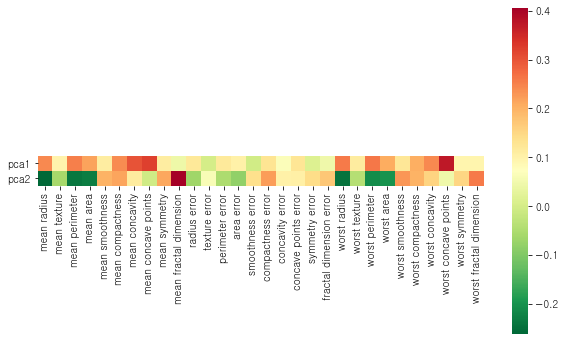 0.4
0.3
0.2
0.1
0.0
−0.1
−0.2
pca1
pca2
mean radius
mean texture
mean perimeter
mean area
mean smoothness
mean compactness
mean concavity
mean concave points
mean symmetry
mean fractal dimension
radius error
texture error
perimeter error
area error
smoothness error
compactness error
concavity error
concave points error
symmetry error
fractal dimension error
worst radius
worst texture
worst perimeter
worst area
worst smoothness
worst compactness
worst concavity
worst concave points
worst symmetry
worst fractal dimension